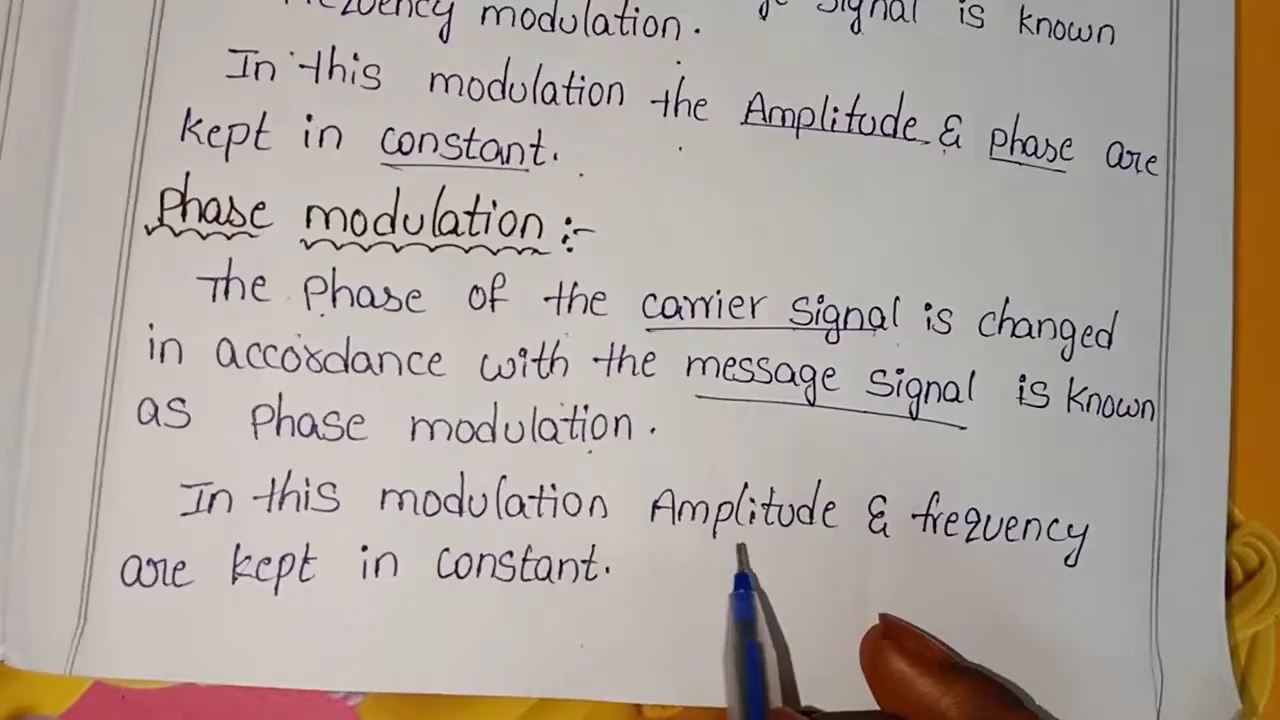 frequency modulation. signal is known
In this modulation the Amplitude & phase are
kept in constant.
phase modulation :-
The phase of the carrier signal is changed
in accordance with the message signal is known
as phase modulation.
In this modulation Amplitude & frequency
are kept in constant.